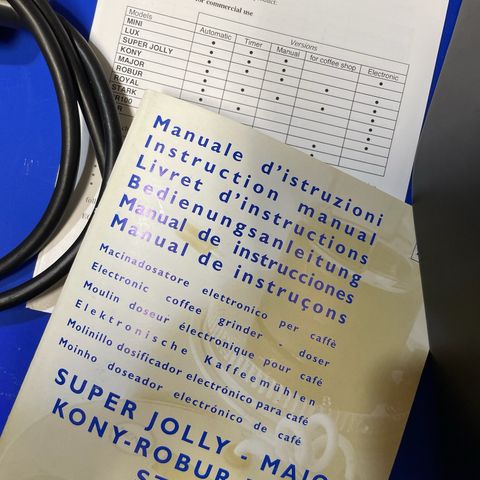 for commercial use
Models
Versions
Automatic Timer Manual for coffee shop Electronic
MINI
LUX
SUPER JOLLY
KONY
MAJOR
ROBUR
ROYAL
STARK
R100
Manuale d'istruzioni
Instruction manual
Livret d'instructions
Bedienungsanleitung
Manual de instrucciones
Manual de instruçons
Macinadosatore elettronico per caffè
Electronic coffee grinder - doser
Moulin doseur électronique pour café
Elektronische Kaffeemühlen
Molinillo dosificador electrónico para café
Moinho doseador electrónico de café
SUPER JOLLY - MAJO
KONY-ROBUR